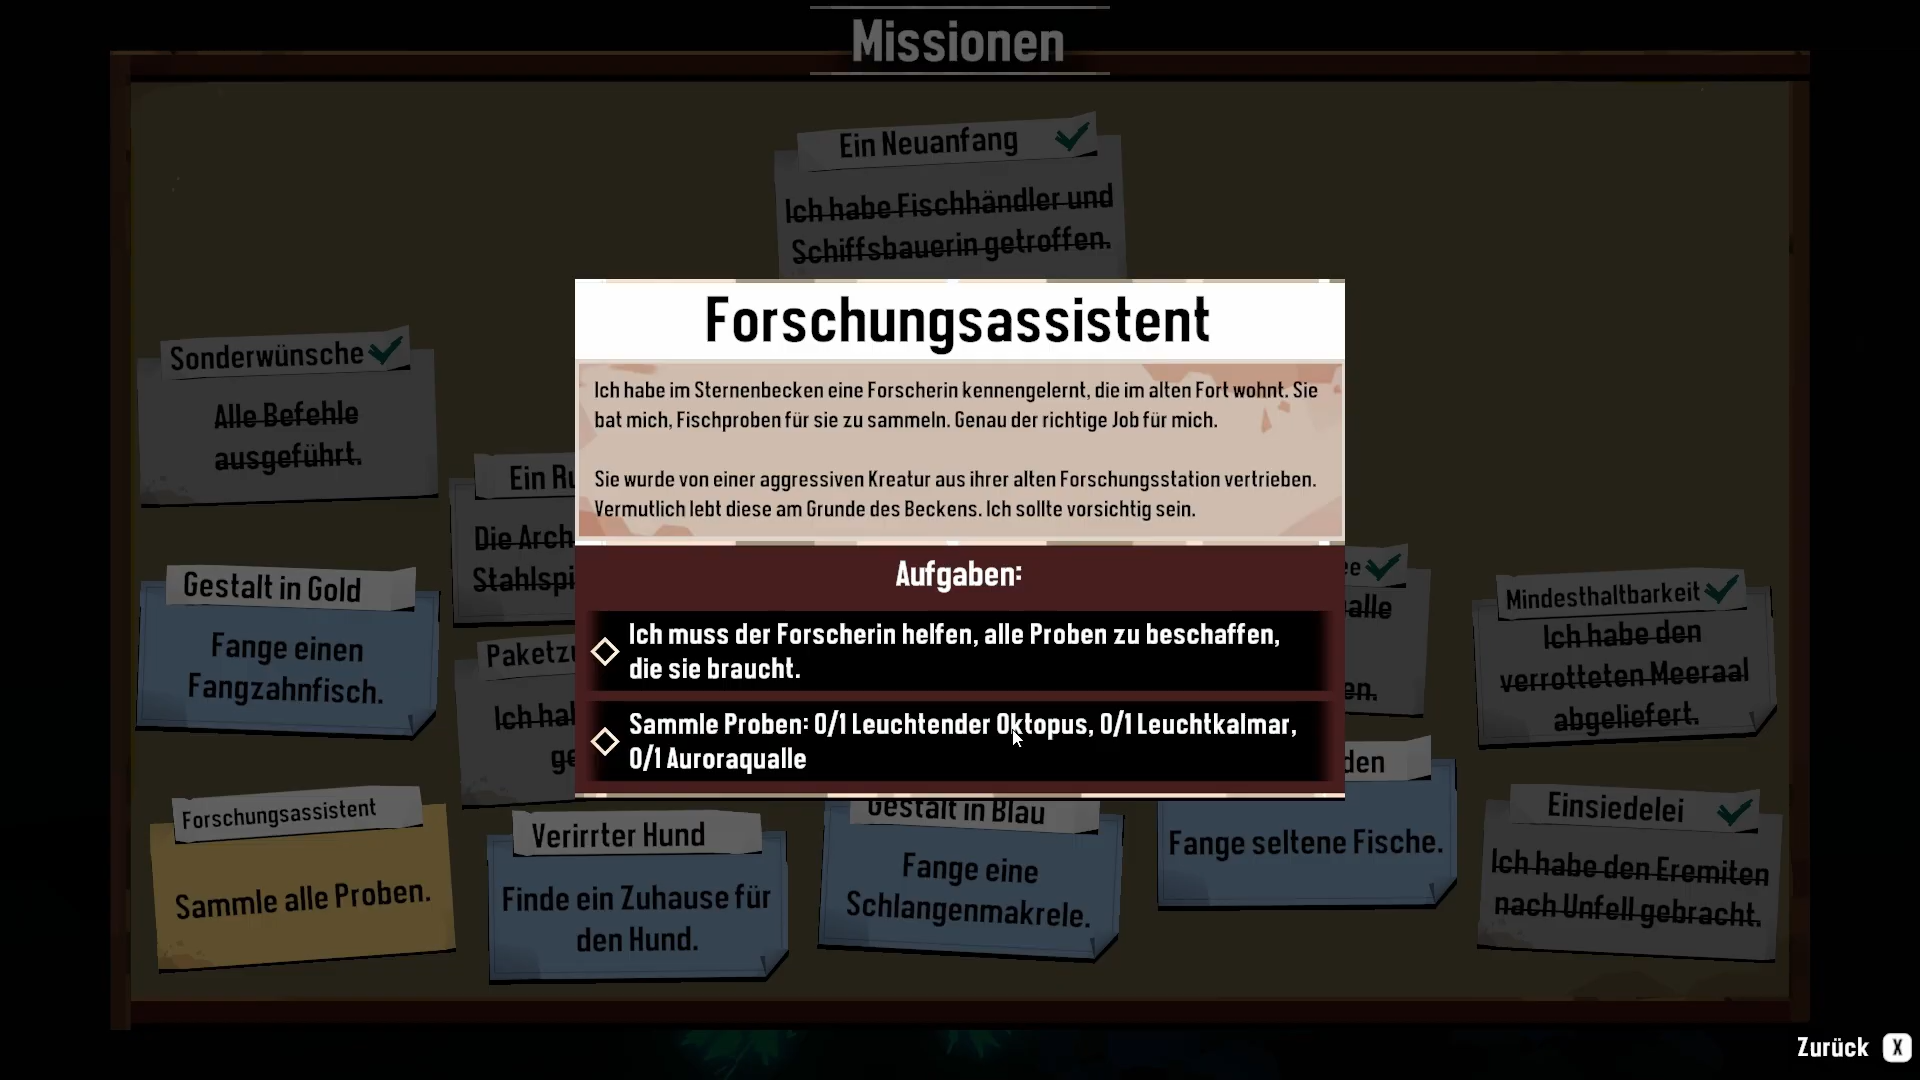 Missionen
Ein Neuanfang
Ich habe Fischhändler und
Schiffsbauerin getroffen.
Sonderwünsche
Alle Befehle
ausgeführt.
Ein
Die
Gestalt in Gold
Fange einen
Fangzahnfisch.
Ich
Forschungsassistent
Ich habe im Sternenbecken eine Forscherin kennengelernt, die im alten Fort wohnt. Sie
bat mich, Fischproben für sie zu sammeln. Genau der richtige Job für mich.
Sie wurde von einer aggressiven Kreatur aus ihrer alten Forschungsstation vertrieben.
Vermutlich lebt diese am Grunde des Beckens. Ich sollte vorsichtig sein.
Aufgaben:
Ich muss der Forscherin helfen, alle Proben zu beschaffen,
die sie braucht.
Sammle Proben: 0/1 Leuchtender Oktopus, 0/1 Leuchtkalmar,
0/1 Auroraqualle
Mindesthaltbarkeit
Ich habe den
verrotteten Meeraal
abgeliefert.
Forschungsassistent
Sammle alle Proben.
Verirrter Hund
Finde ein Zuhause für
den Hund.
Gestalt in Blau
Fange eine
Schlangenmakrele.
Fange seltene Fische.
Einsiedelei
Ich habe den Eremiten
nach Unfell gebracht.
Zurück X